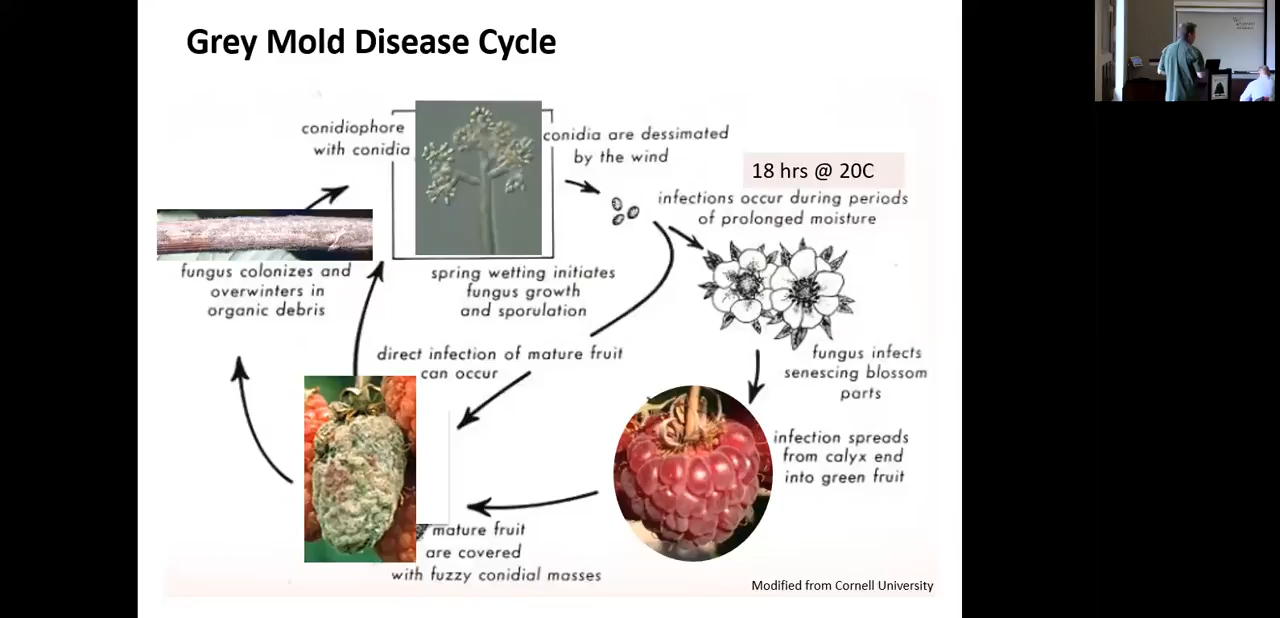 Grey Mold Disease Cycle
conidiophore
with conidia
conidia are dessimated
by the wind
18 hrs @ 20C
infections occur during periods
of prolonged moisture
fungus colonizes and
overwinters in
organic debris
spring wetting initiates
fungus growth
and sporulation
direct infection of mature fruit
can occur
fungus infects
senescing blossom
parts
infection spreads
from calyx end
into green fruit
mature fruit
are covered
with fuzzy conidial masses
Modified from Cornell University